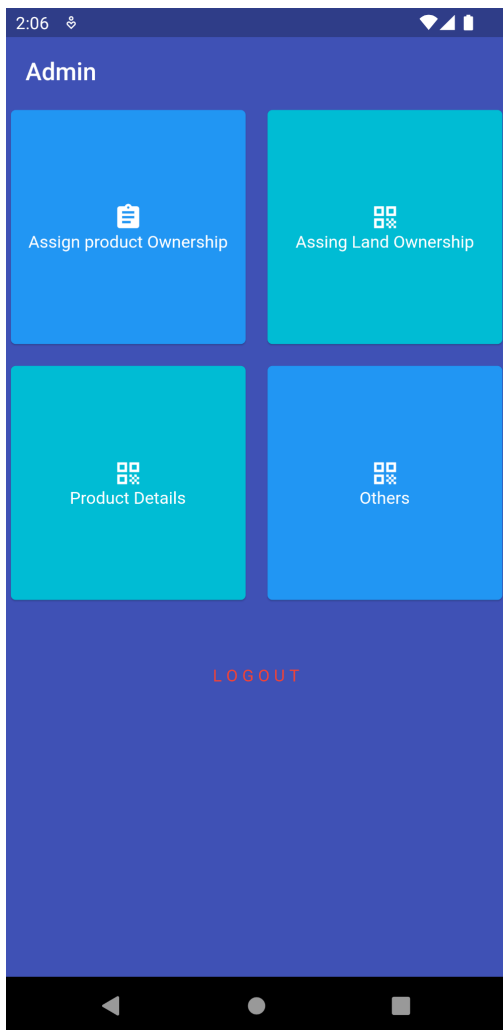 2:06
Admin
Assign product Ownership
Assing Land Ownership
Product Details
Others
LOGOUT